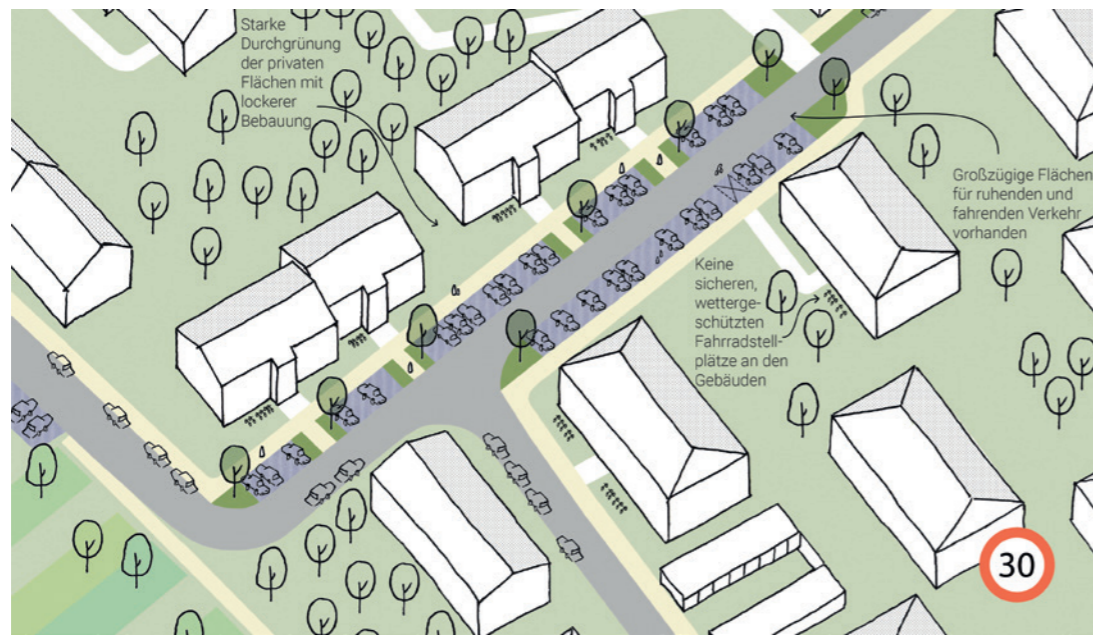 Starke
Durchgrünung
der privaten
Flächen mit
lockerer
Bebauung
Großzügige Flächen
für ruhenden und
fahrenden Verkehr
vorhanden
Keine
sicheren,
wetterge-
schützten
Fahrradstell-
plätze an den
Gebäuden
30